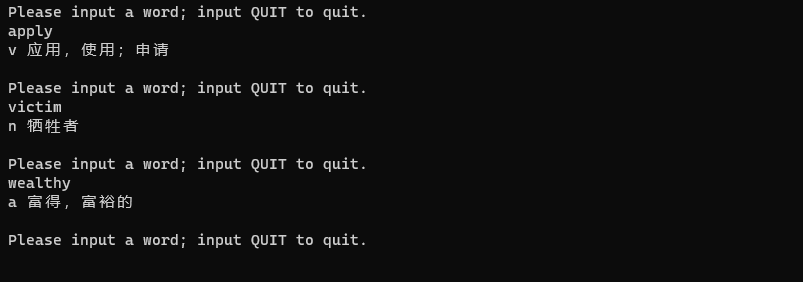 Please input a word; input QUIT to quit.
apply
v 应用，使用；申请
Please input a word; input QUIT to quit.
victim
n 牺牲者
Please input a word; input QUIT to quit.
wealthy
a 富得，富裕的
Please input a word; input QUIT to quit.